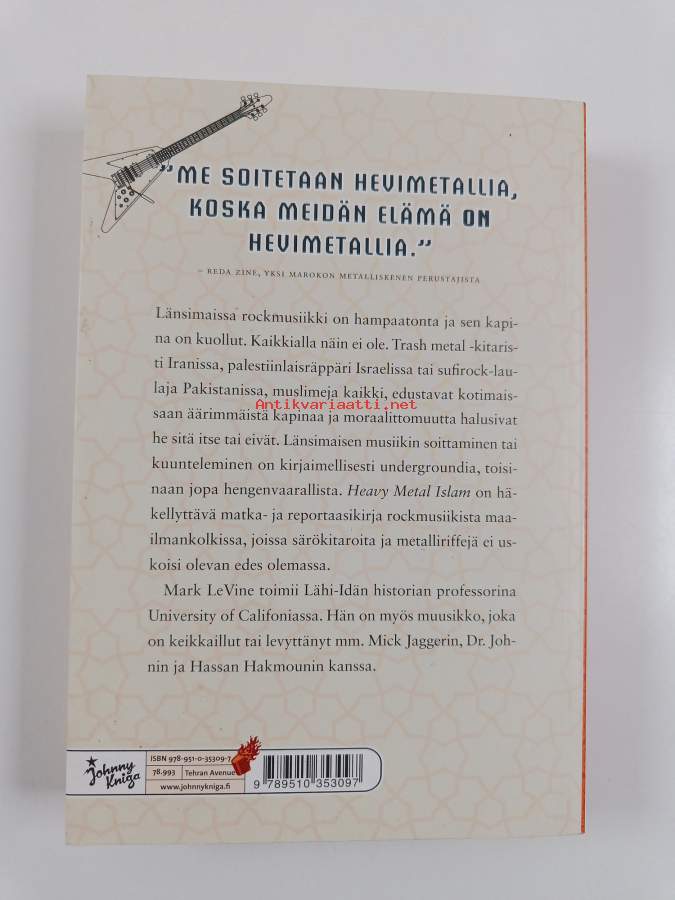 ”ME SOITETAAN HEVIMETALLIA,
KOSKA MEIDÄN ELÄMÄ ON
HEVIMETALLIA.”
– REDA ZINE, YKSI MAROKON METALLISKENEN PERUSTAJISTA
Länsimaissa rockmusiikki on hampaatonta ja sen kapi-
na on kuollut. Kaikkialla näin ei ole. Trash metal -kitaris-
ti Iranissa, palestiinlaisräppäri Israelissa tai sufirock-lau-
laja Pakistanissa, muslimeja kaikki, edustavat kotimais-
Antikvariaatti.net
saan äärimmäistä kapinaa ja moraalittomuutta halusivat
he sitä itse tai eivät. Länsimaisen musiikin soittaminen tai
kuunteleminen on kirjaimellisesti undergroundia, toisi-
naan jopa hengenvaarallista. Heavy Metal Islam on hä-
kellyttävä matka- ja reportaasikirja rockmusiikista maa-
ilmankolkissa, joissa särökitaroita ja metalliriffejä ei us-
koisi olevan edes olemassa.
Mark LeVine toimii Lähi-Idän historian professorina
University of Califoniassa. Hän on myös muusikko, joka
on keikkaillut tai levyttänyt mm. Mick Jaggerin, Dr. Joh-
nin ja Hassan Hakmounin kanssa.
Johnny Kniga
ISBN 978-951-0-35309-7
78.993 Tehran Avenue
www.johnnykniga.fi
9 789510 353097